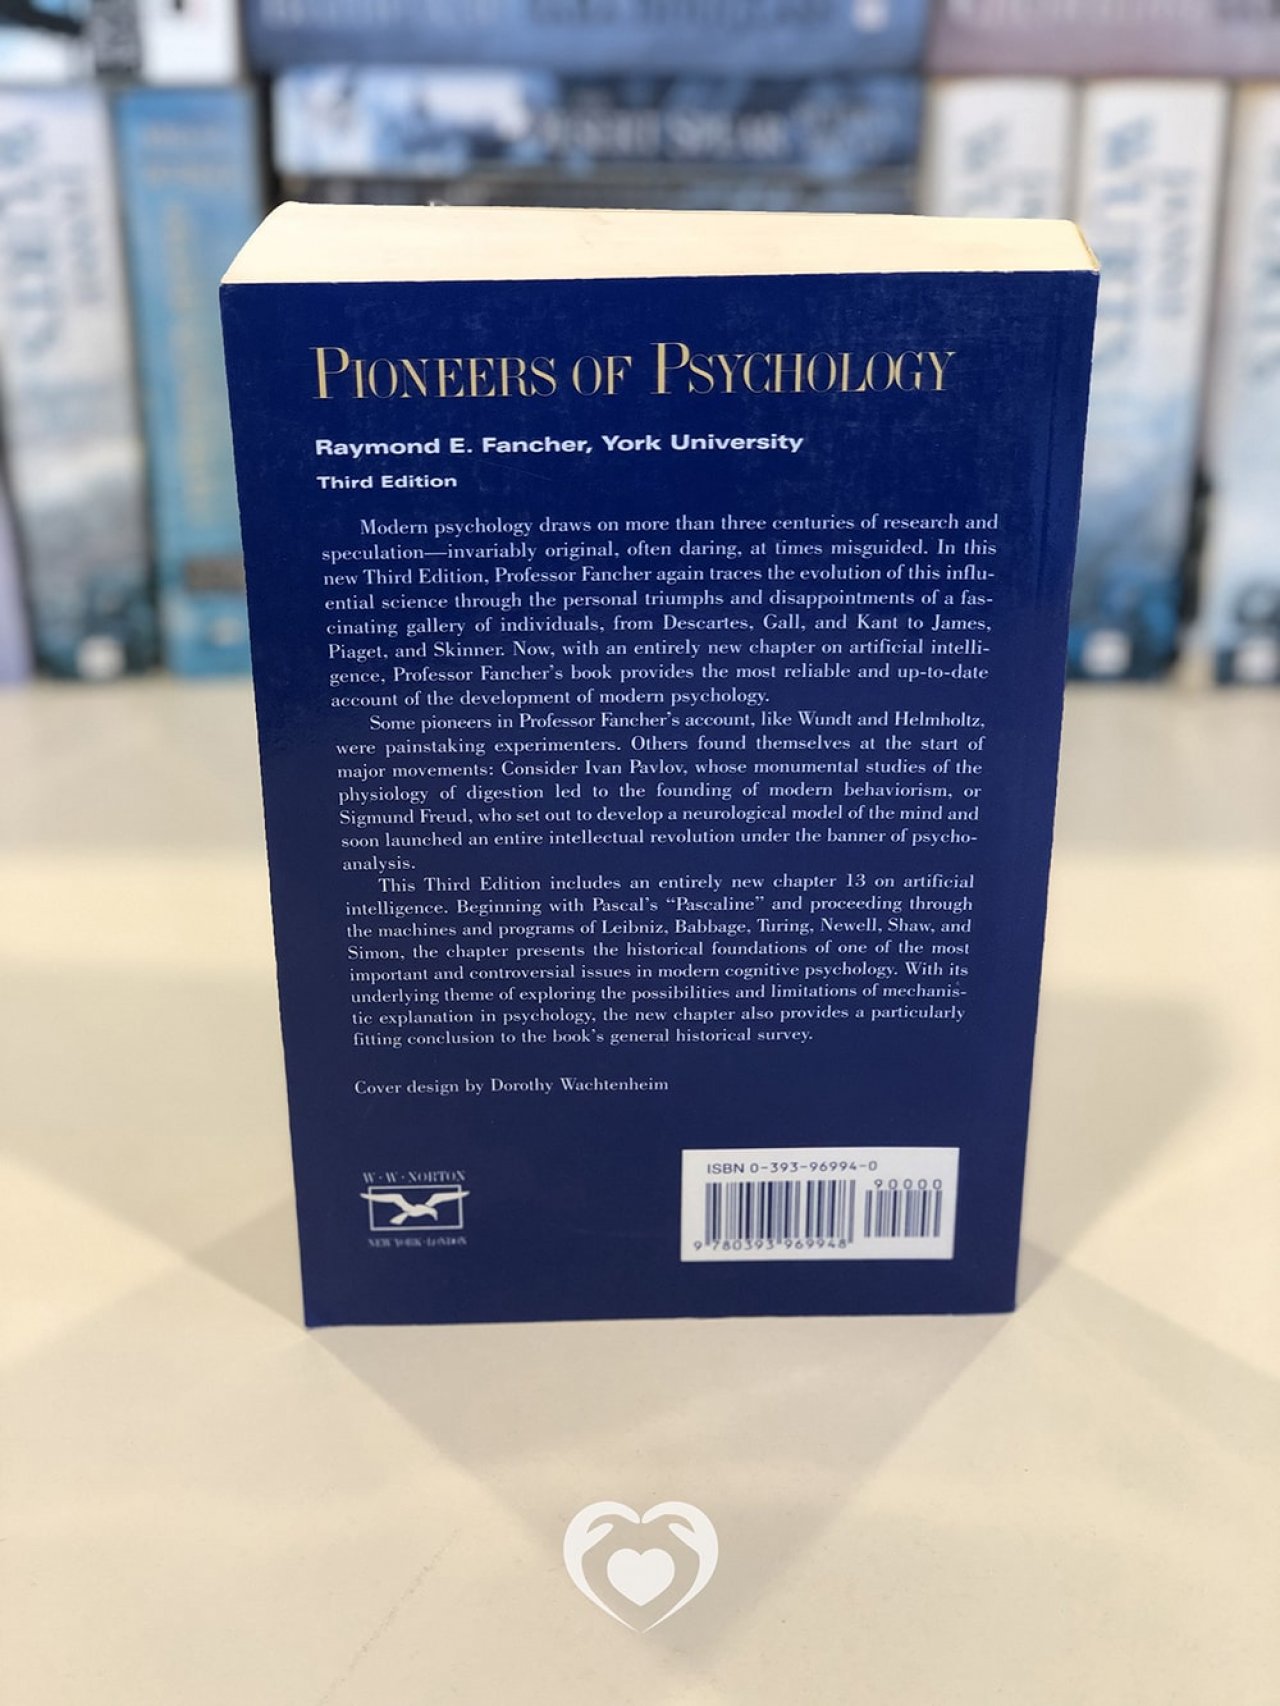 PIONEERS OF PSYCHOLOGY
Raymond E. Fancher, York University
Third Edition
Modern psychology draws on more than three centuries of research and
speculation—invariably original, often daring, at times misguided. In this
new Third Edition, Professor Fancher again traces the evolution of this influ-
ential science through the personal triumphs and disappointments of a fas-
cinating gallery of individuals, from Descartes, Gall, and Kant to James,
Piaget, and Skinner. Now, with an entirely new chapter on artificial intelli-
gence, Professor Fancher's book provides the most reliable and up-to-date
account of the development of modern psychology.
Some pioneers in Professor Fancher's account, like Wundt and Helmholtz,
were painstaking experimenters. Others found themselves at the start of
major movements: Consider Ivan Pavlov, whose monumental studies of the
physiology of digestion led to the founding of modern behaviorism, or
Sigmund Freud, who set out to develop a neurological model of the mind and
soon launched an entire intellectual revolution under the banner of psycho-
analysis.
This Third Edition includes an entirely new chapter 13 on artificial
intelligence. Beginning with Pascal's “Pascaline” and proceeding through
the machines and programs of Leibniz, Babbage, Turing, Newell, Shaw, and
Simon, the chapter presents the historical foundations of one of the most
important and controversial issues in modern cognitive psychology. With its
underlying theme of exploring the possibilities and limitations of mechanis-
tic explanation in psychology, the new chapter also provides a particularly
fitting conclusion to the book's general historical survey.
Cover design by Dorothy Wachtenheim
W·W·NORTON
NEW YORK·LONDON
ISBN 0-393-96994-0
90000
9 780393 969948